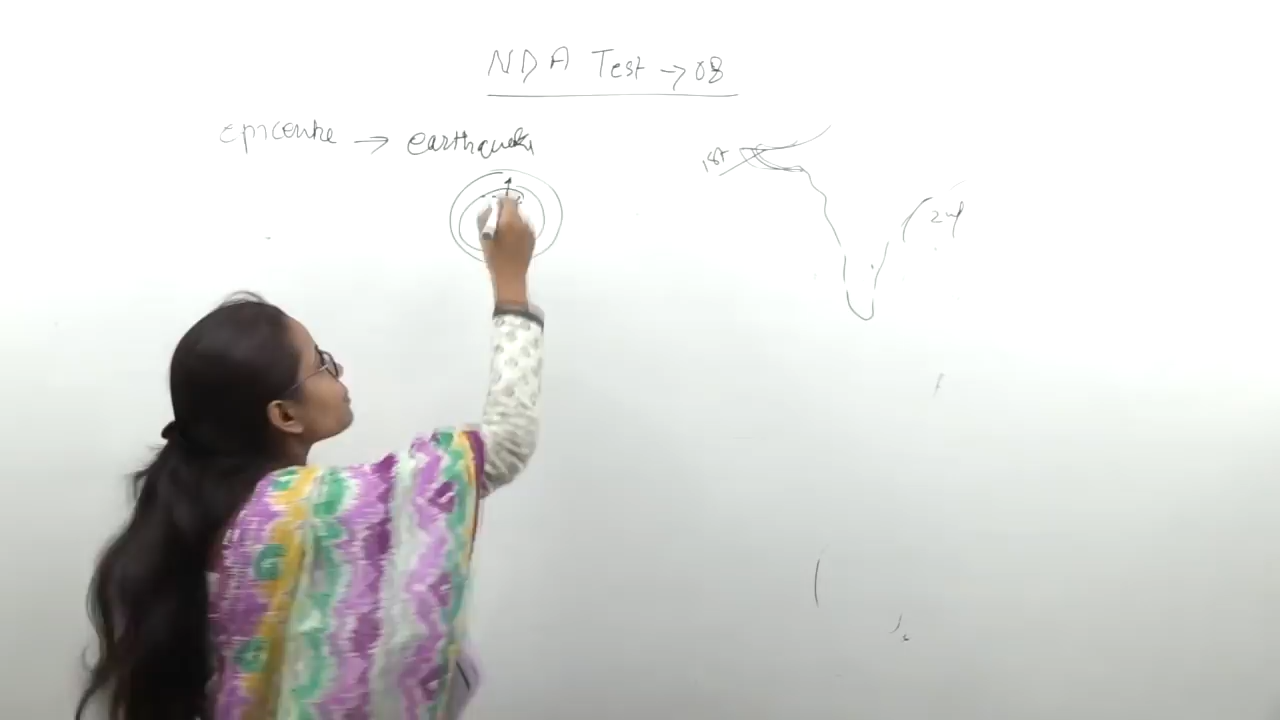 NDA Test → 08
Epicentre → earthquake
1st
2nd